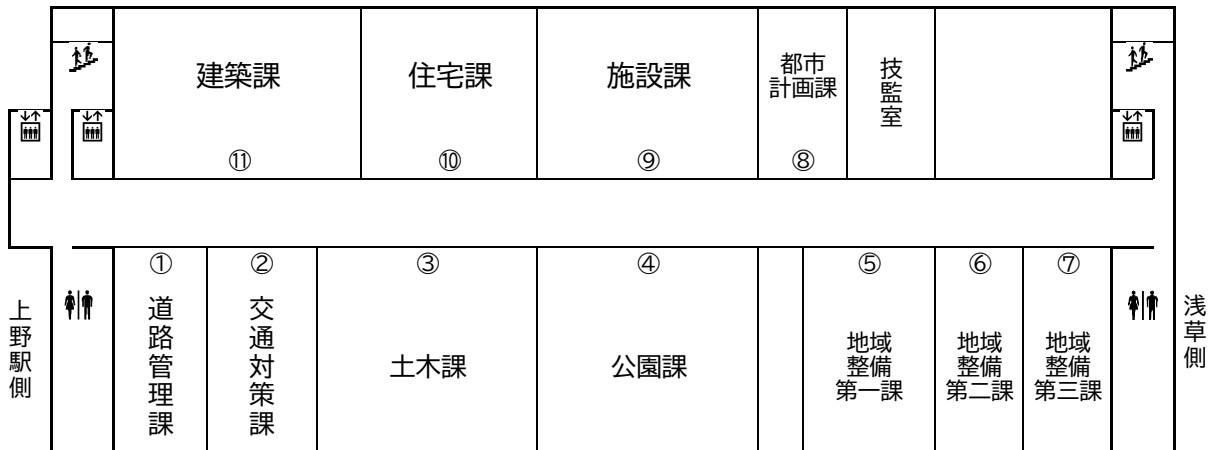 建築課
住宅課
施設課
都市
計画課
技監室
⑪
⑩
⑨
⑧
①
②
③
④
⑤
⑥
⑦
道路管理課
交通対策課
土木課
公園課
地域
整備
第一課
地域
整備
第二課
地域
整備
第三課
上野駅側
浅草側